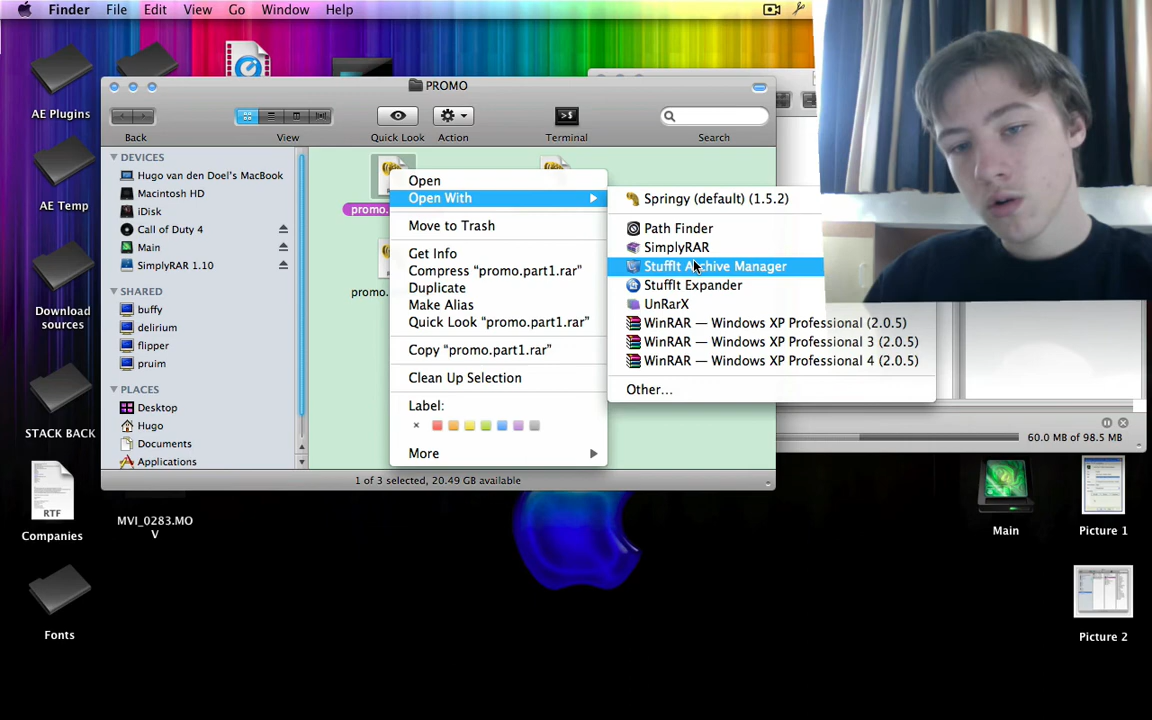 Finder File Edit View Go Window Help
PROMO
Back View Quick Look Action Terminal Search
AE Plugins
AE Temp
Download
sources
STACK BACK
RTF
Companies
Fonts
MVI_0283.MO
V
DEVICES
Hugo van den Doel's MacBook
Macintosh HD
iDisk
Call of Duty 4
Main
SimplyRAR 1.10
SHARED
buffy
delirium
flipper
pruim
PLACES
Desktop
Hugo
Documents
Applications
promo.
promo.
Open
Open With
Move to Trash
Get Info
Compress "promo.part1.rar"
Duplicate
Make Alias
Quick Look "promo.part1.rar"
Copy "promo.part1.rar"
Clean Up Selection
Label:
×
More
Springy (default) (1.5.2)
Path Finder
SimplyRAR
StuffIt Archive Manager
StuffIt Expander
UnRarX
WinRAR — Windows XP Professional (2.0.5)
WinRAR — Windows XP Professional 3 (2.0.5)
WinRAR — Windows XP Professional 4 (2.0.5)
Other...
1 of 3 selected, 20.49 GB available
60.0 MB of 98.5 MB
Main
Picture 1
Picture 2